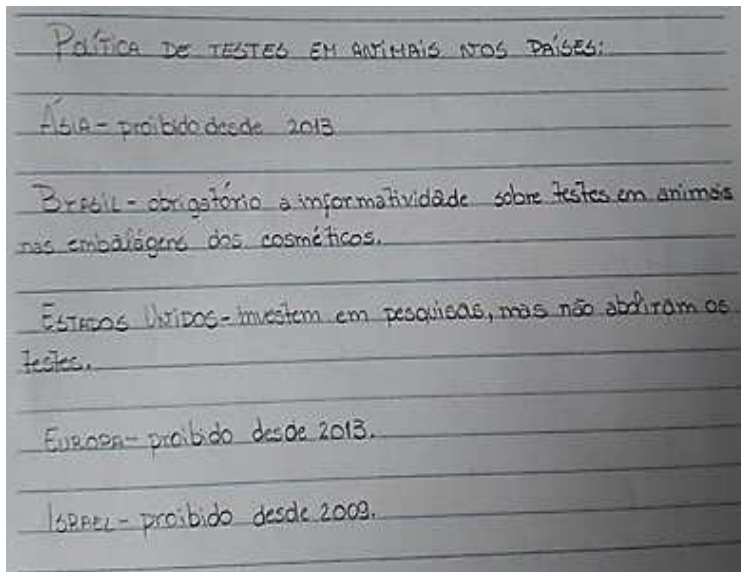 Política de testes em animais nos países:
Ásia - proibido desde 2013
Brasil - obrigatório a informatividade sobre testes em animais
nas embalagens dos cosméticos.
Estados Unidos - investem em pesquisas, mas não aboliram os
testes.
Europa - proibido desde 2013.
Israel - proibido desde 2009.